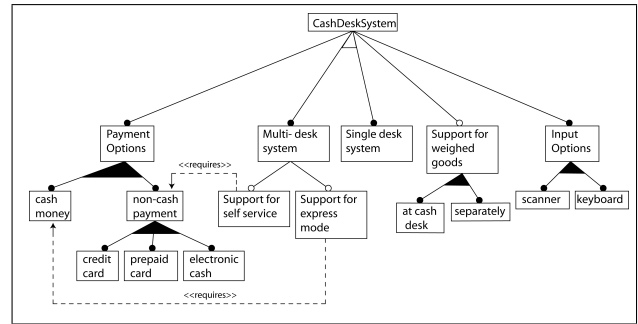 CashDeskSystem
Payment
Options
Multi- desk
system
Single desk
system
Support for
weighed
goods
Input
Options
<<requires>>
cash
money
non-cash
payment
Support for
self service
Support for
express
mode
at cash
desk
separately
scanner
keyboard
credit
card
prepaid
card
electronic
cash
<<requires>>